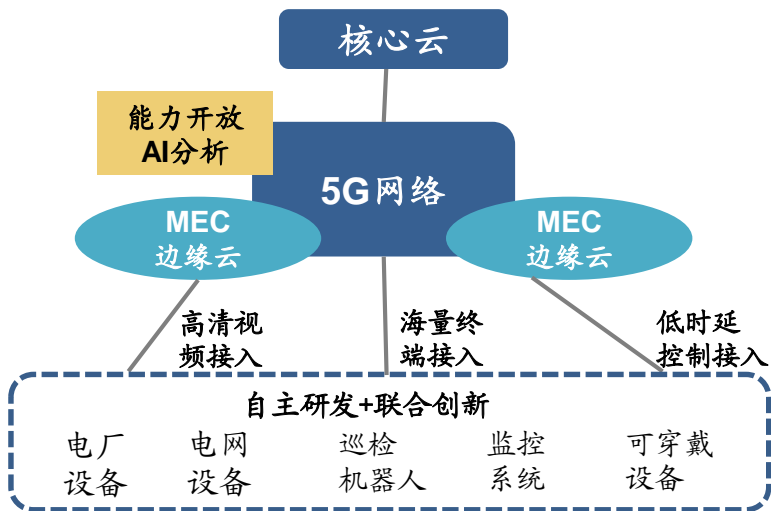 核心云
能力开放
AI分析
5G网络
MEC
边缘云
MEC
边缘云
高清视
频接入
海量终
端接入
低时延
控制接入
自主研发+联合创新
电厂
设备
电网
设备
巡检
机器人
监控
系统
可穿戴
设备